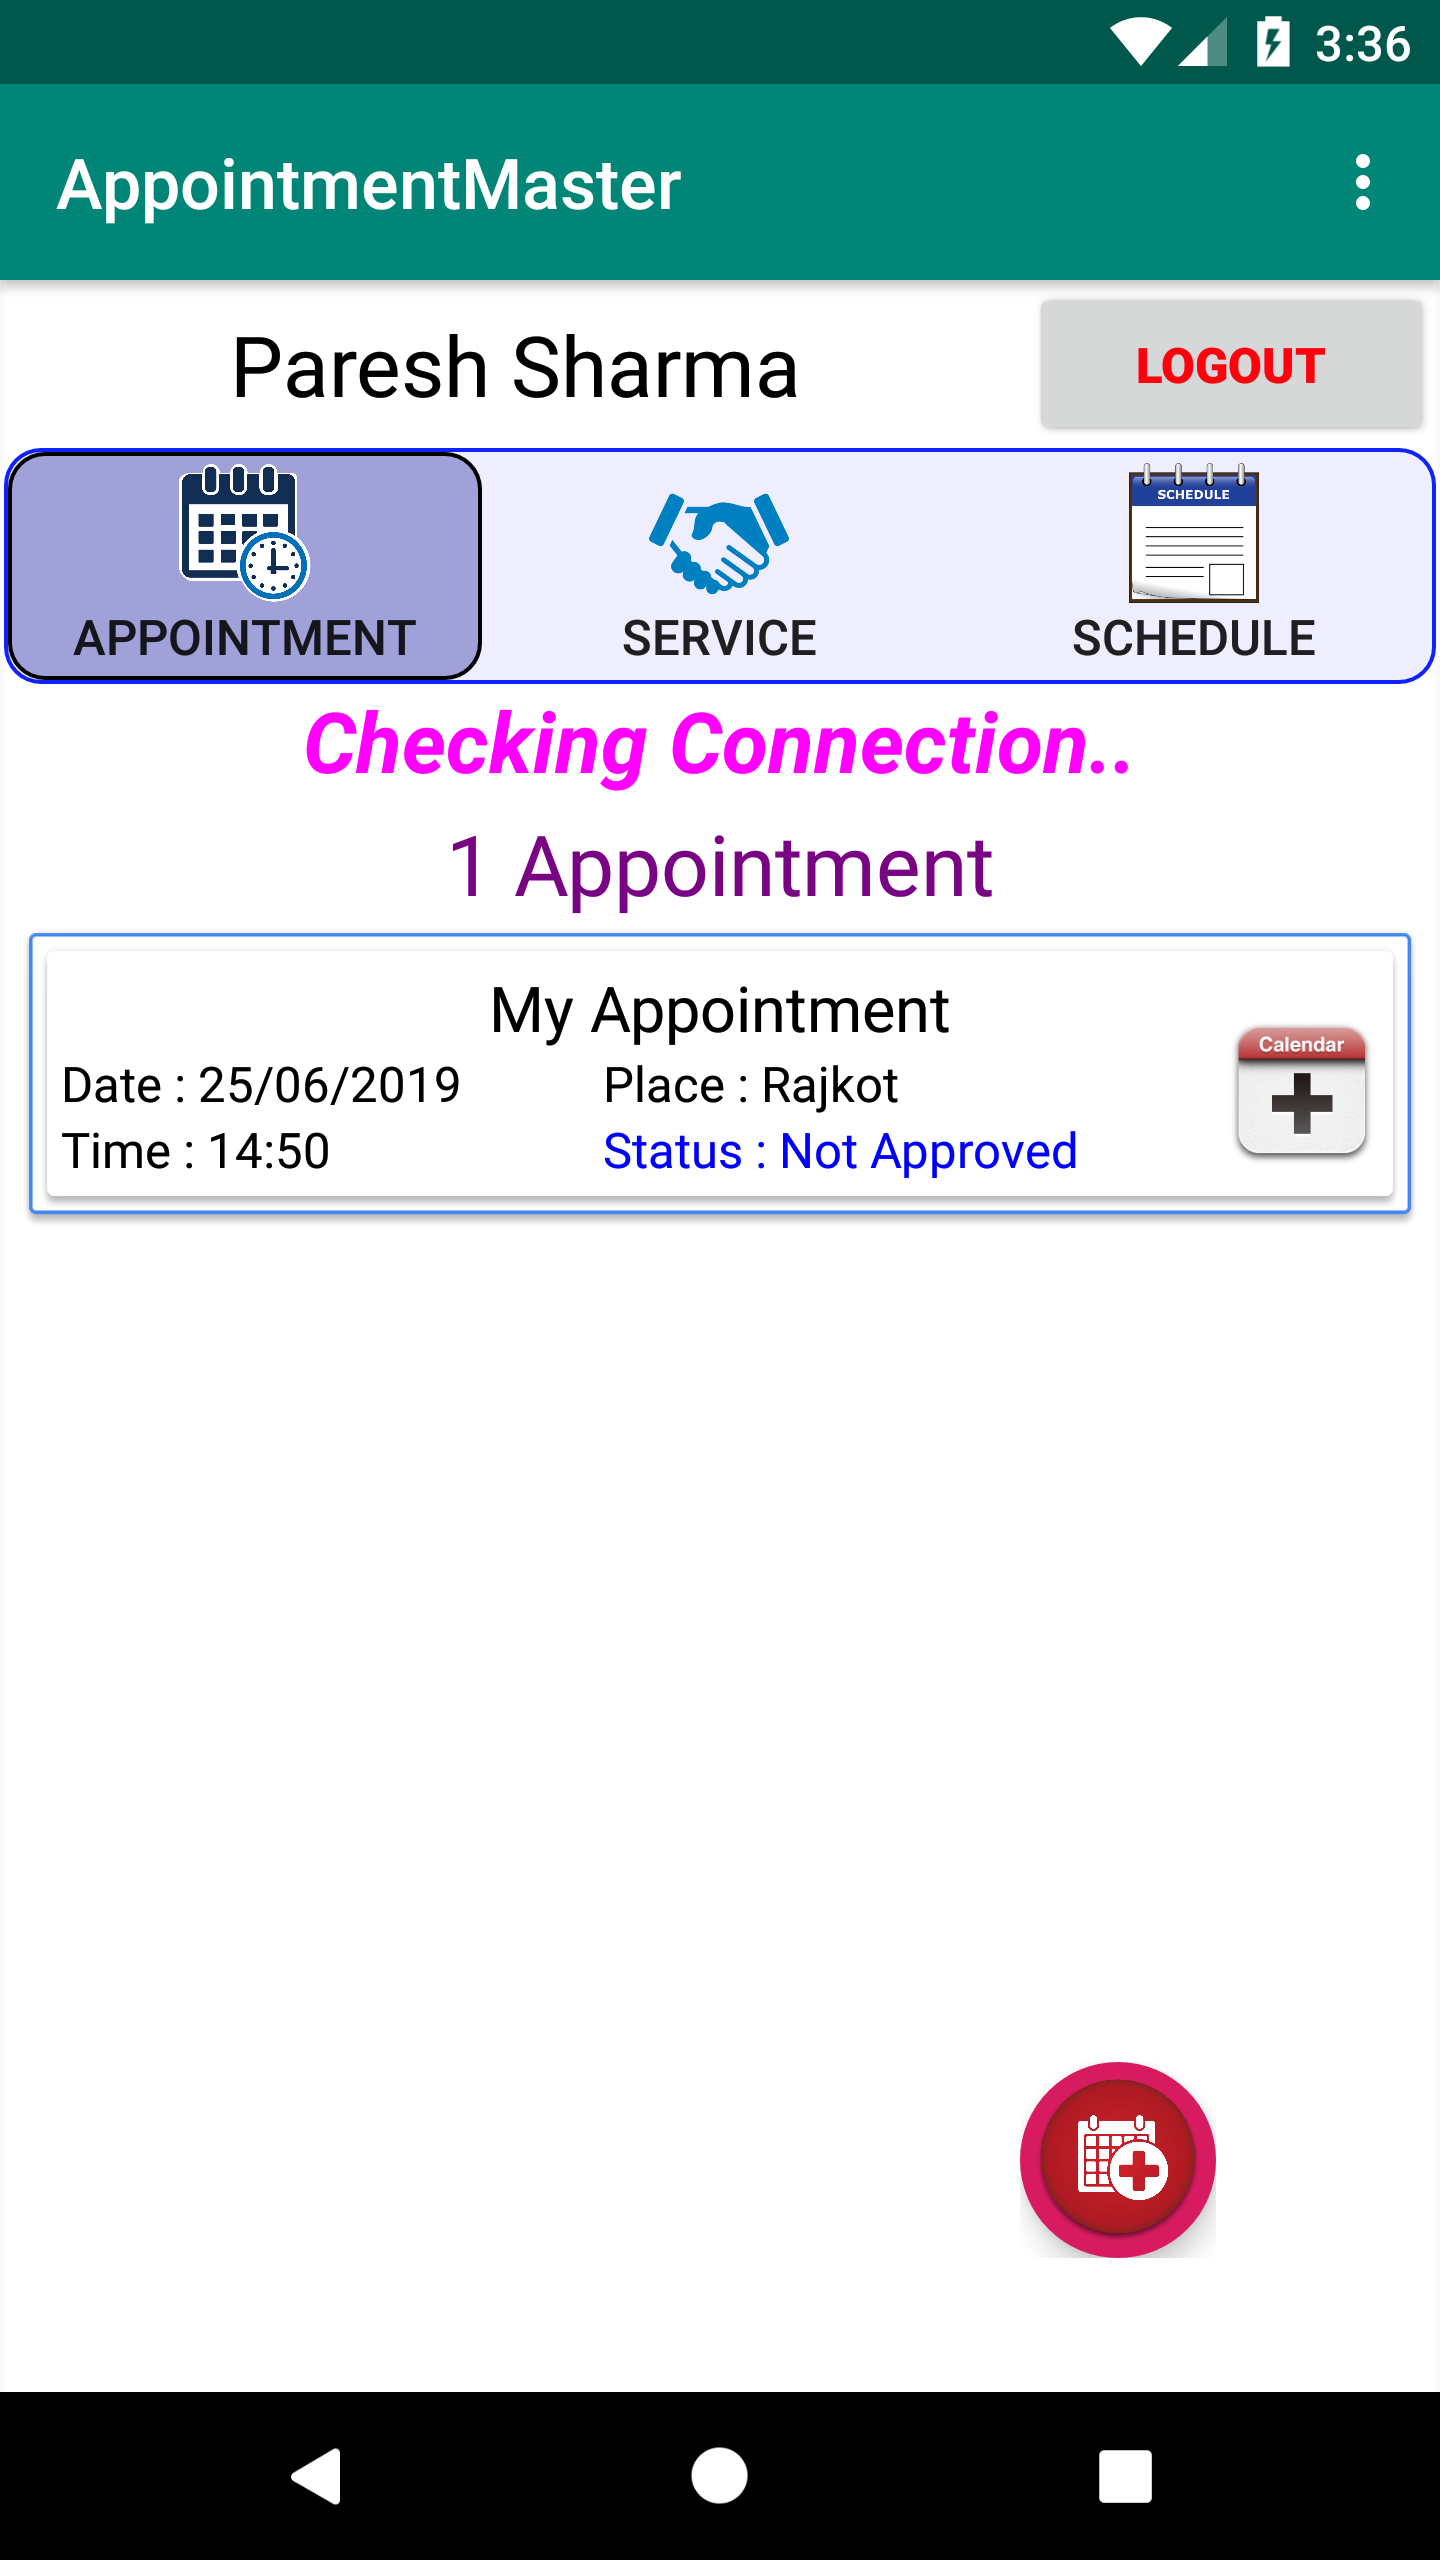 3:36
AppointmentMaster
Paresh Sharma
LOGOUT
SCHEDULE
APPOINTMENT
SERVICE
SCHEDULE
Checking Connection..
1 Appointment
My Appointment
Calendar
Date : 25/06/2019
Place : Rajkot
Time : 14:50
Status : Not Approved